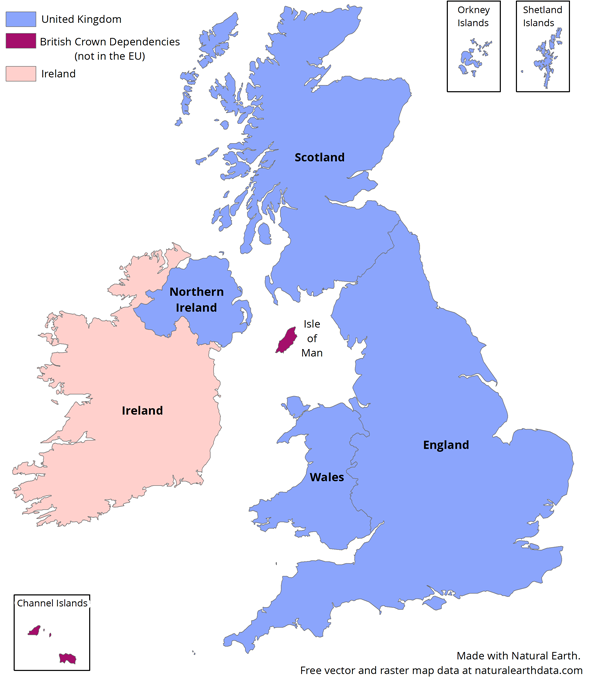 United Kingdom
British Crown Dependencies
(not in the EU)
Ireland
Orkney
Islands
Shetland
Islands
Scotland
Northern
Ireland
Isle
of
Man
Ireland
England
Wales
Channel Islands
Made with Natural Earth.
Free vector and raster map data at naturalearthdata.com